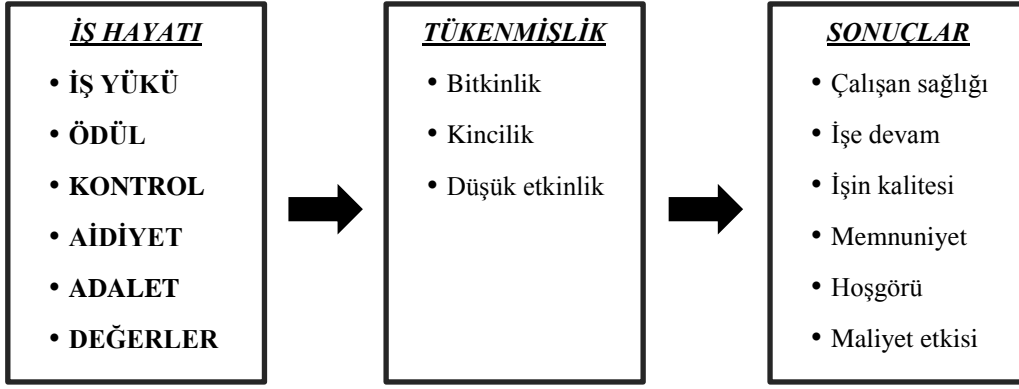 İŞ HAYATI
• İŞ YÜKÜ
• ÖDÜL
• KONTROL
• AİDİYET
• ADALET
• DEĞERLER
TÜKENMİŞLİK
• Bitkinlik
• Kincilik
• Düşük etkinlik
SONUÇLAR
• Çalışan sağlığı
• İşe devam
• İşin kalitesi
• Memnuniyet
• Hoşgörü
• Maliyet etkisi